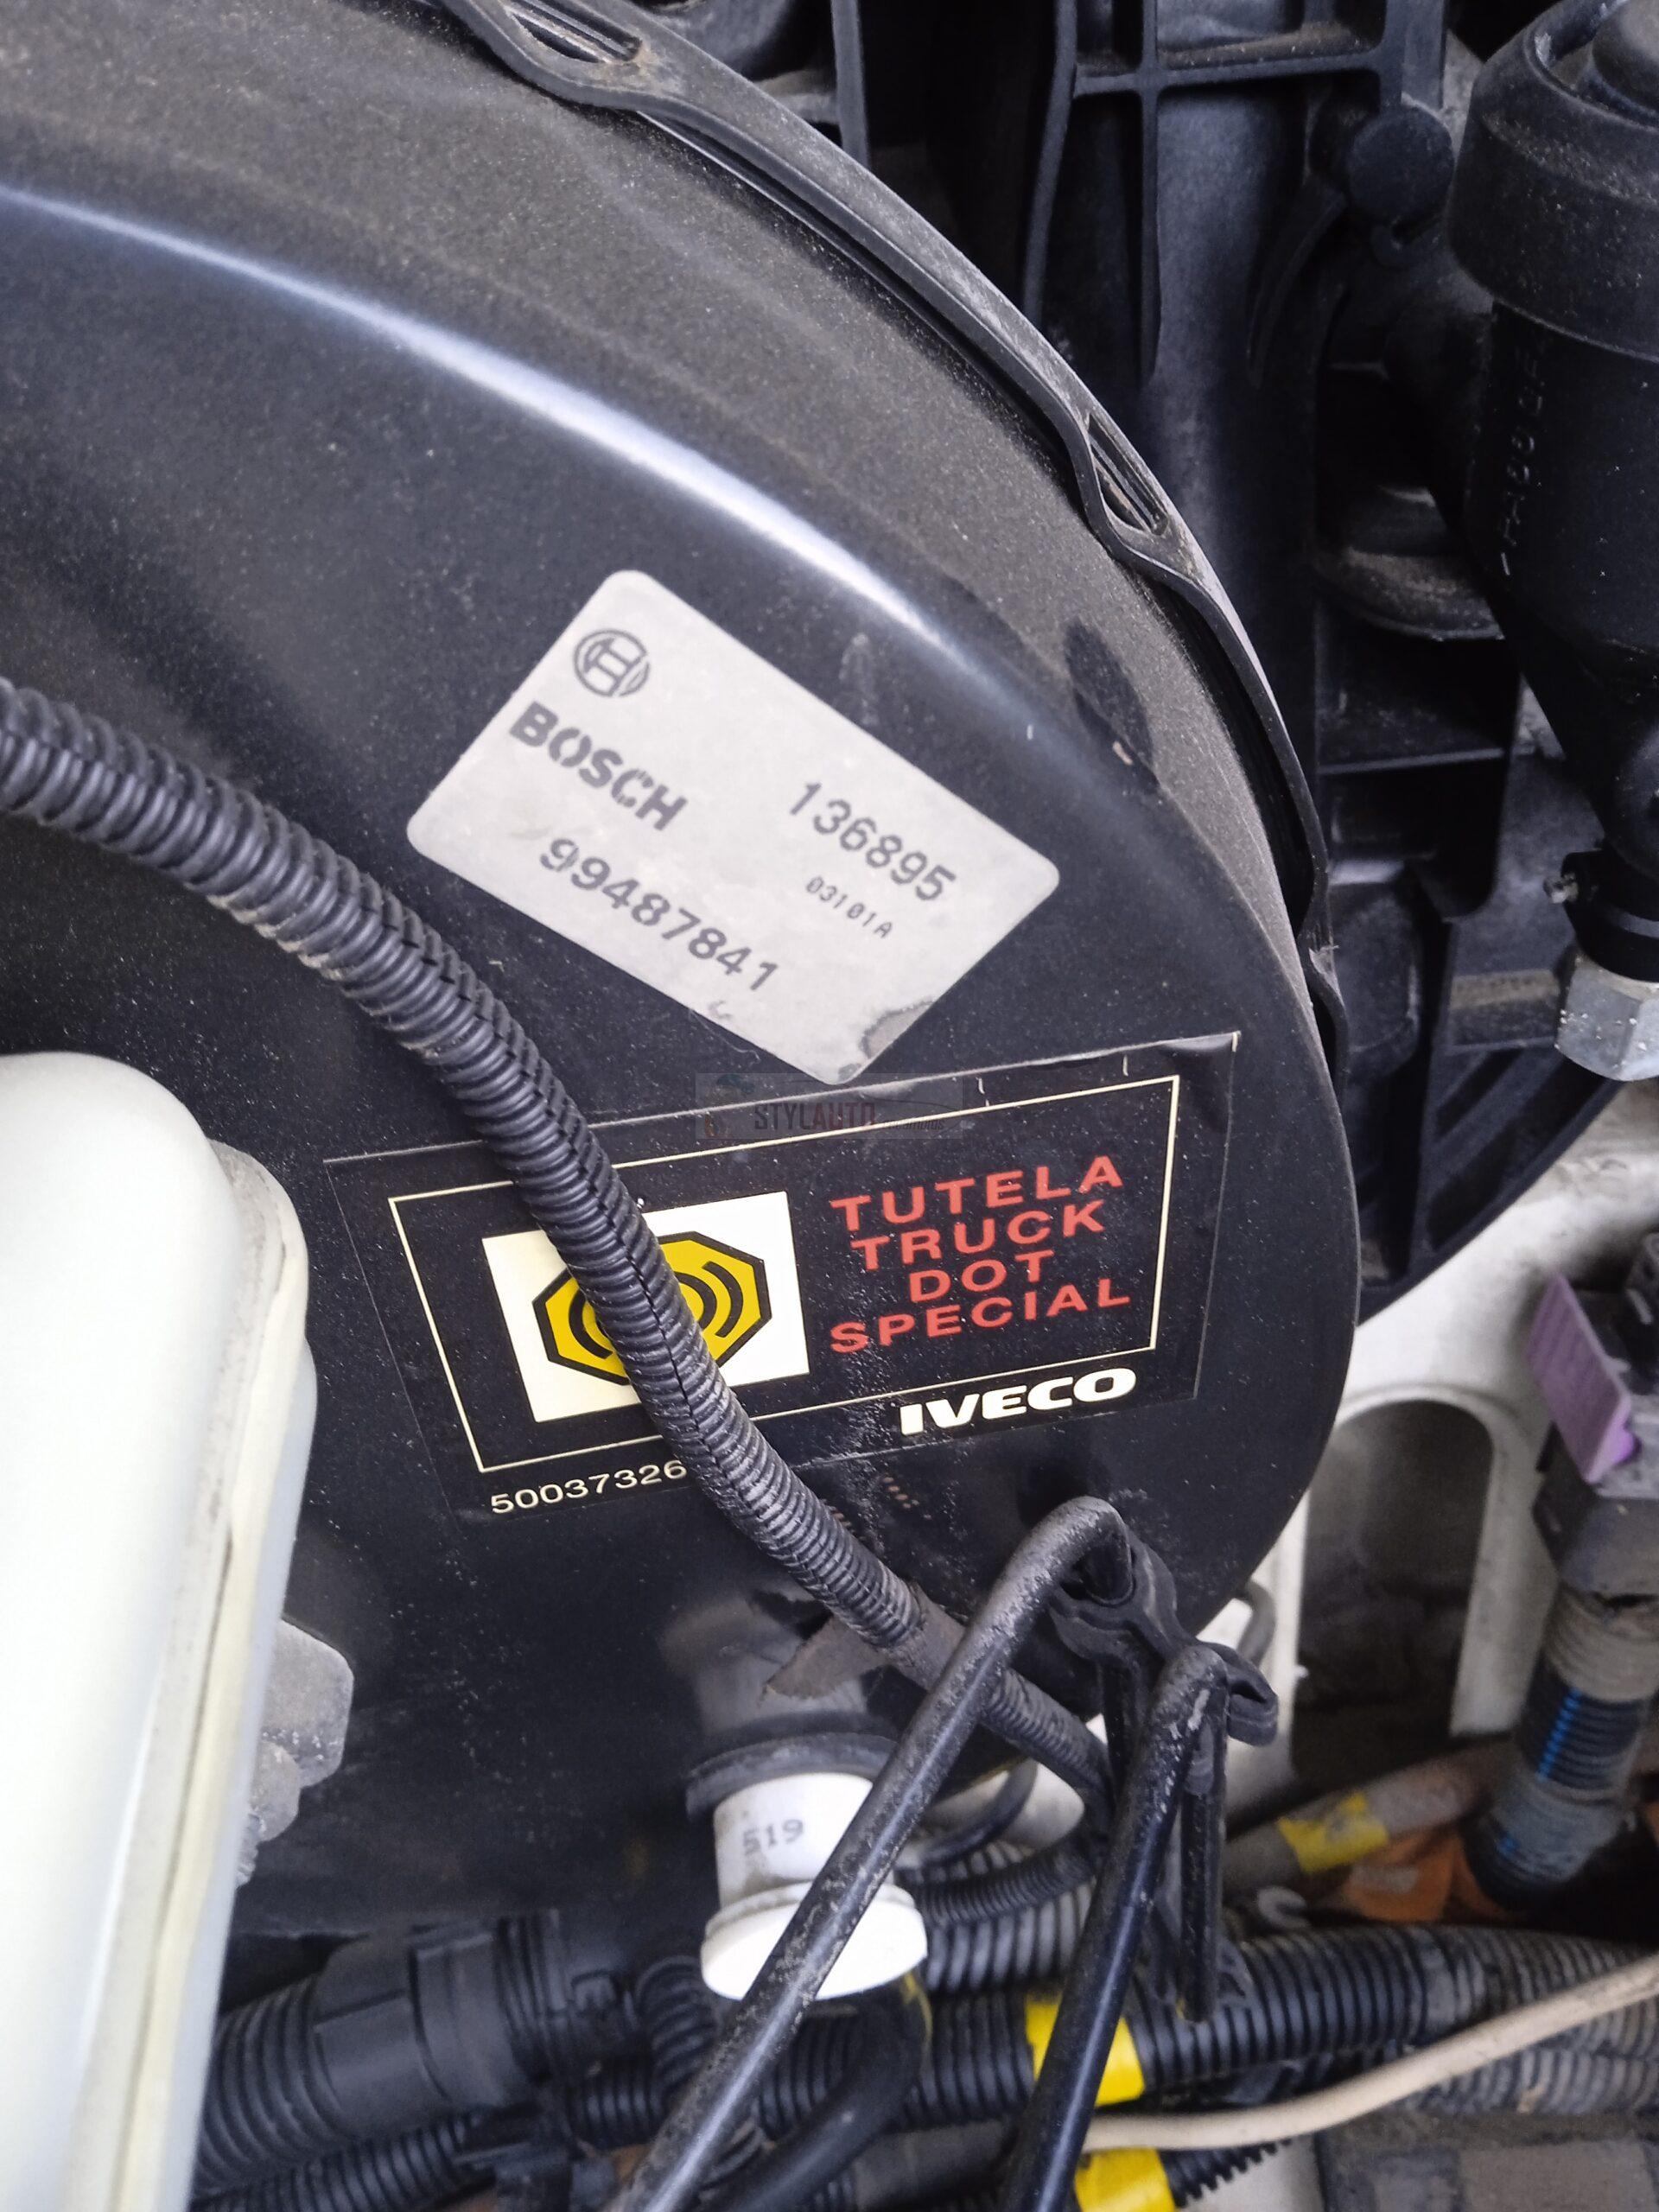 BOSCH
136895
03101A
99487841
STYLAUTO
TUTELA
TRUCK
DOT
SPECIAL
IVECO
50037326
519